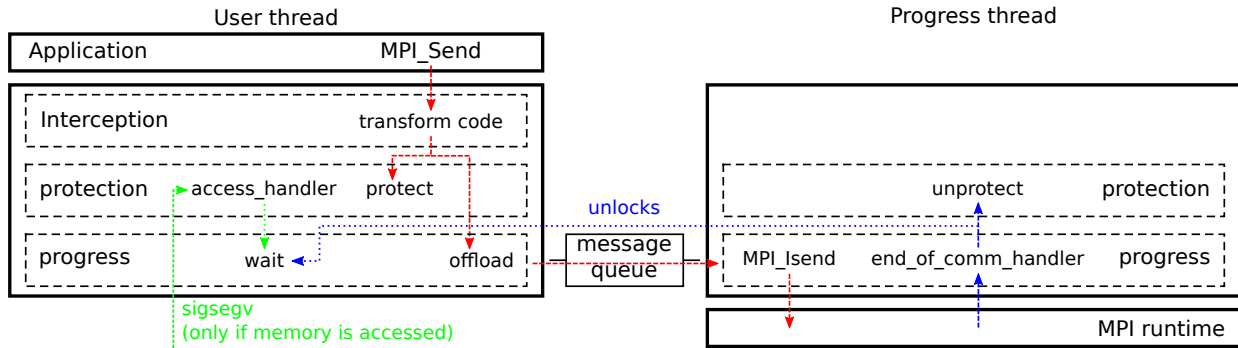 User thread
Progress thread
Application
MPI_Send
Interception
transform code
protection
access_handler
protect
unprotect
protection
unlocks
progress
wait
offload
message
queue
MPI_Isend
end_of_comm_handler
progress
sigsegv
(only if memory is accessed)
MPI runtime